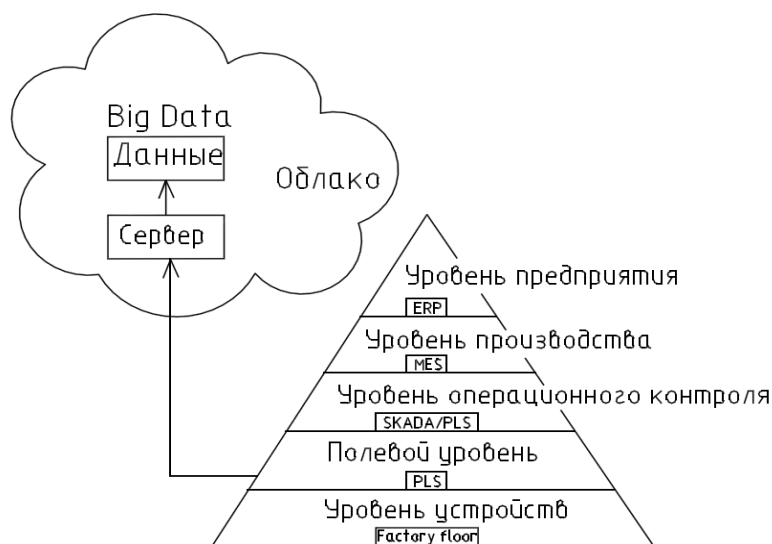 Big Data
Данные
Облако
Сервер
Уровень предприятия
ERP
Уровень производства
MES
Уровень операционного контроля
SKADA/PLS
Полевой уровень
PLS
Уровень устройств
Factory floor